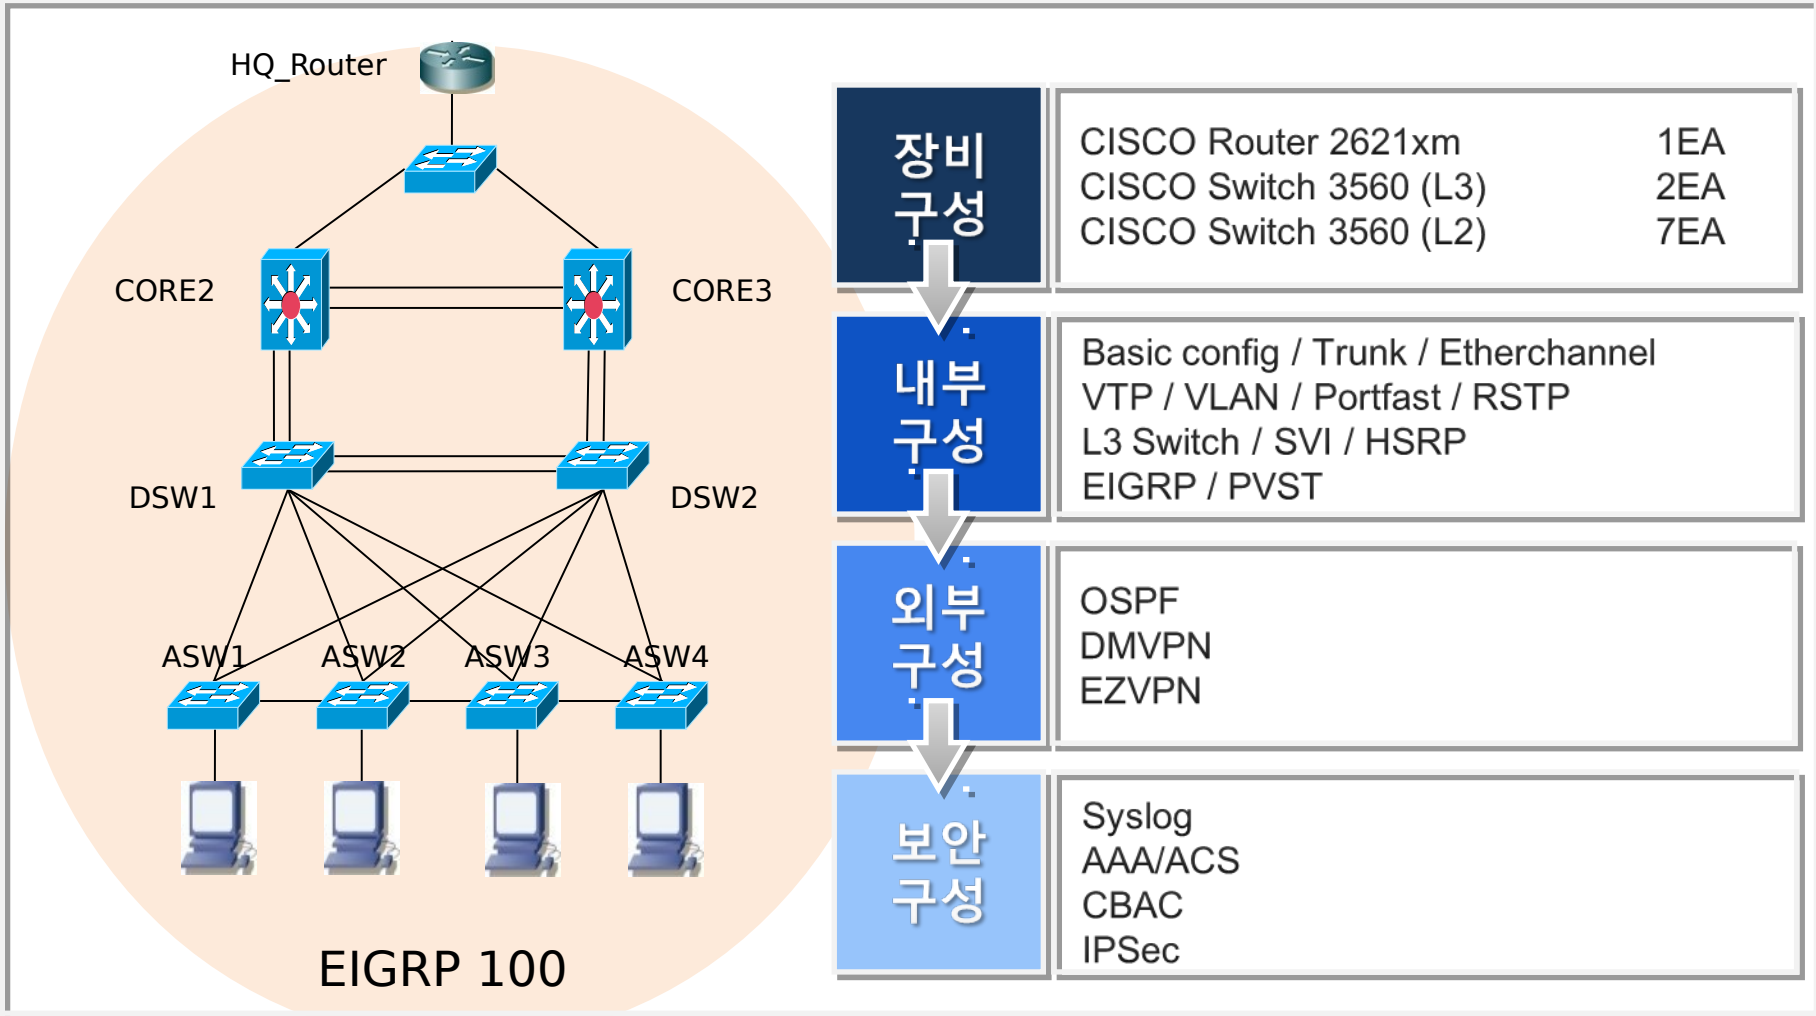 HQ_Router
CORE2
CORE3
DSW1
DSW2
ASW1
ASW2
ASW3
ASW4
EIGRP 100
장비
구성
CISCO Router 2621xm 1EA
CISCO Switch 3560 (L3) 2EA
CISCO Switch 3560 (L2) 7EA
내부
구성
Basic config / Trunk / Etherchannel
VTP / VLAN / Portfast / RSTP
L3 Switch / SVI / HSRP
EIGRP / PVST
외부
구성
OSPF
DMVPN
EZVPN
보안
구성
Syslog
AAA/ACS
CBAC
IPSec